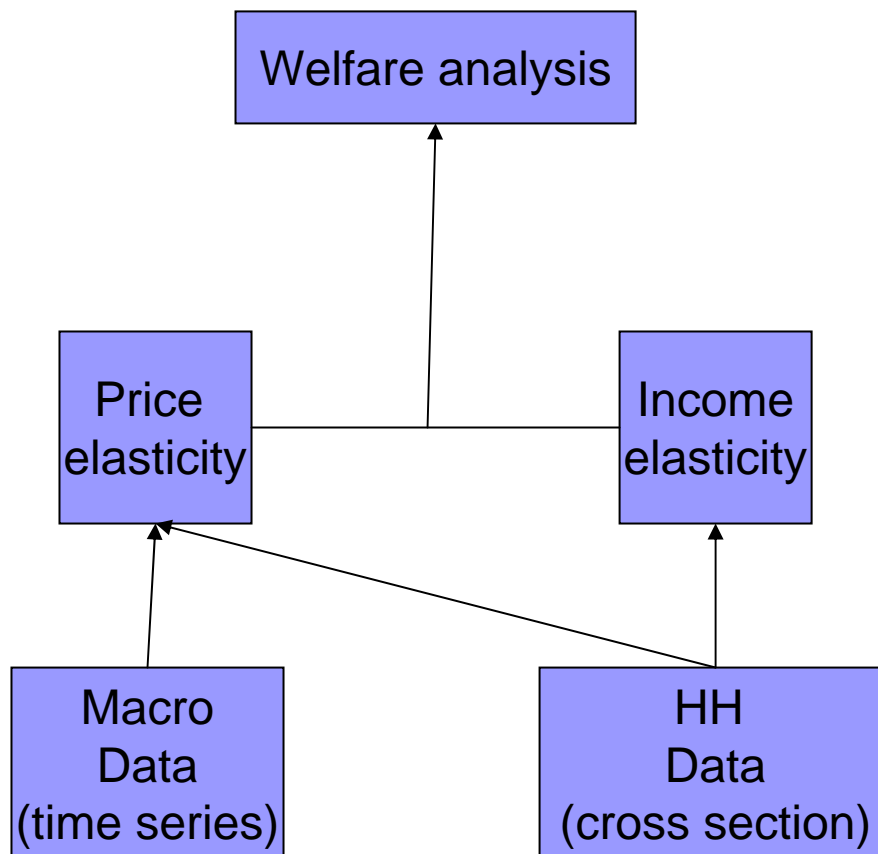 Welfare analysis
Price
elasticity
Income
elasticity
Macro
Data
(time series)
HH
Data
(cross section)